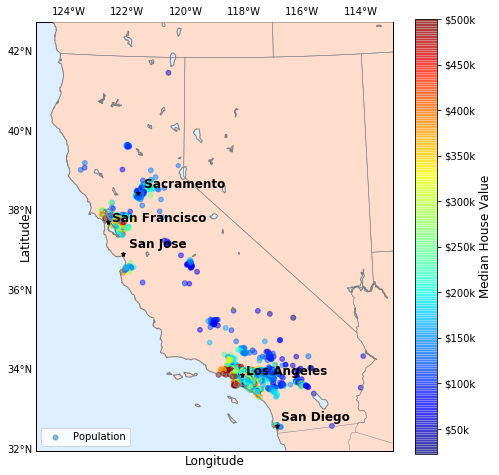 124°W 122°W 120°W 118°W 116°W 114°W
$500k
42°N
$450k
$400k
40°N
$350k
Sacramento
$300k
38°N
San Francisco
Latitude
San Jose
$250k
Median House Value
$200k
36°N
$150k
34°N
Los Angeles
$100k
San Diego
$50k
Population
32°N
Longitude